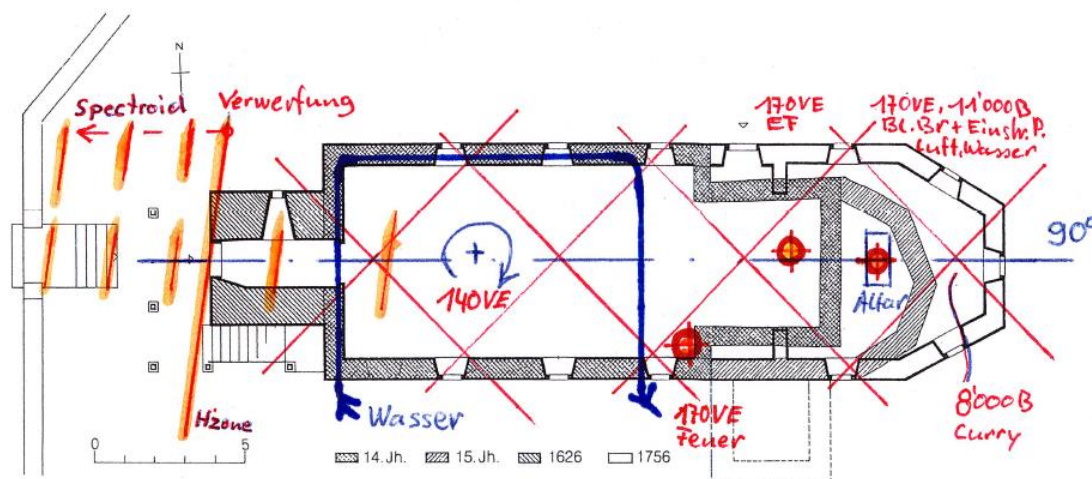 N
Spectroid
Verwerfung
170VE
EF
170VE, 11'000B
Bl. Br + Einstr. P.
Luft, Wasser
90°
140VE
Altar
Wasser
170VE
Feuer
8'000B
Curry
H'zone
0 5
14. Jh. 15. Jh. 1626 1756